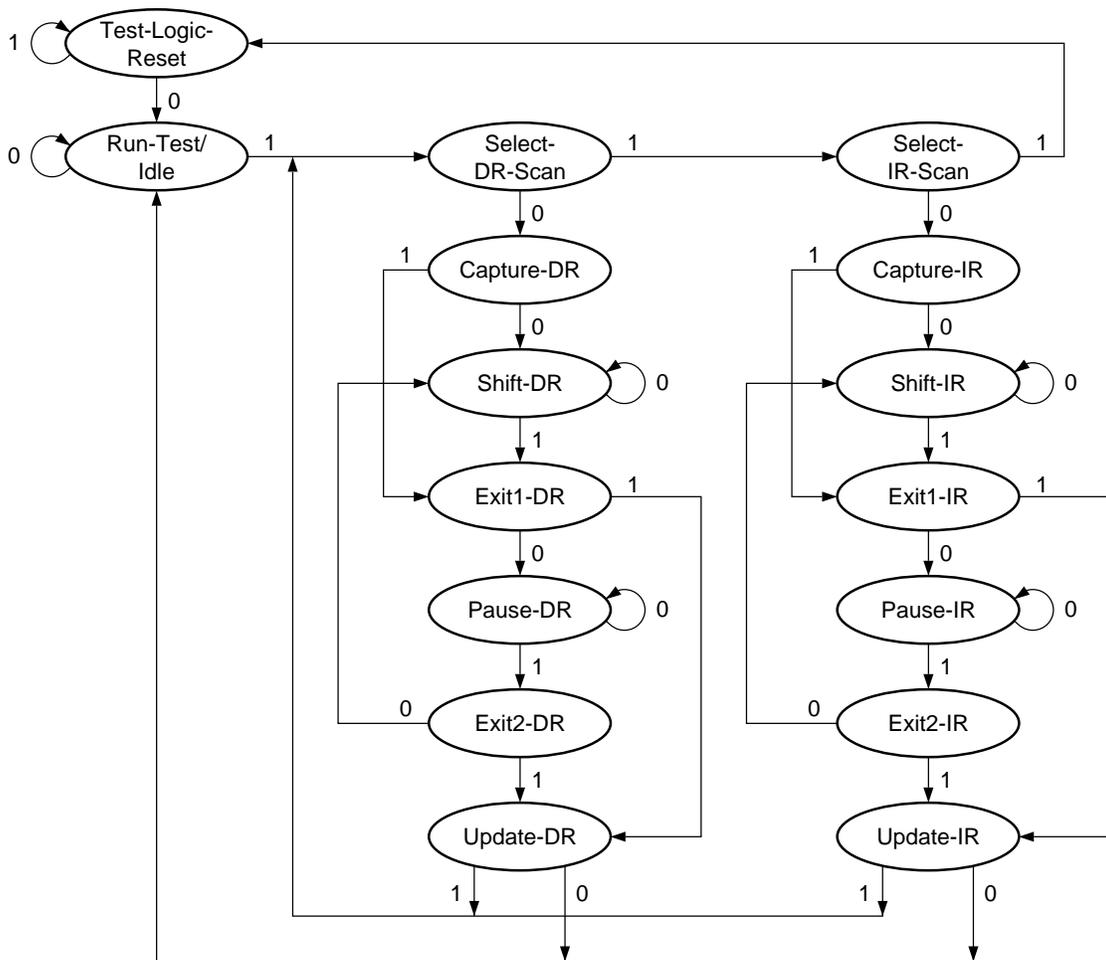 Test-Logic-
Reset
1
0
Run-Test/
Idle
0
1
Select-
DR-Scan
1
Select-
IR-Scan
1
0
0
1
Capture-DR
1
Capture-IR
0
0
Shift-DR
0
Shift-IR
0
1
1
Exit1-DR
1
Exit1-IR
1
0
0
Pause-DR
0
Pause-IR
0
1
1
0
Exit2-DR
0
Exit2-IR
1
1
Update-DR
Update-IR
1
0
1
0